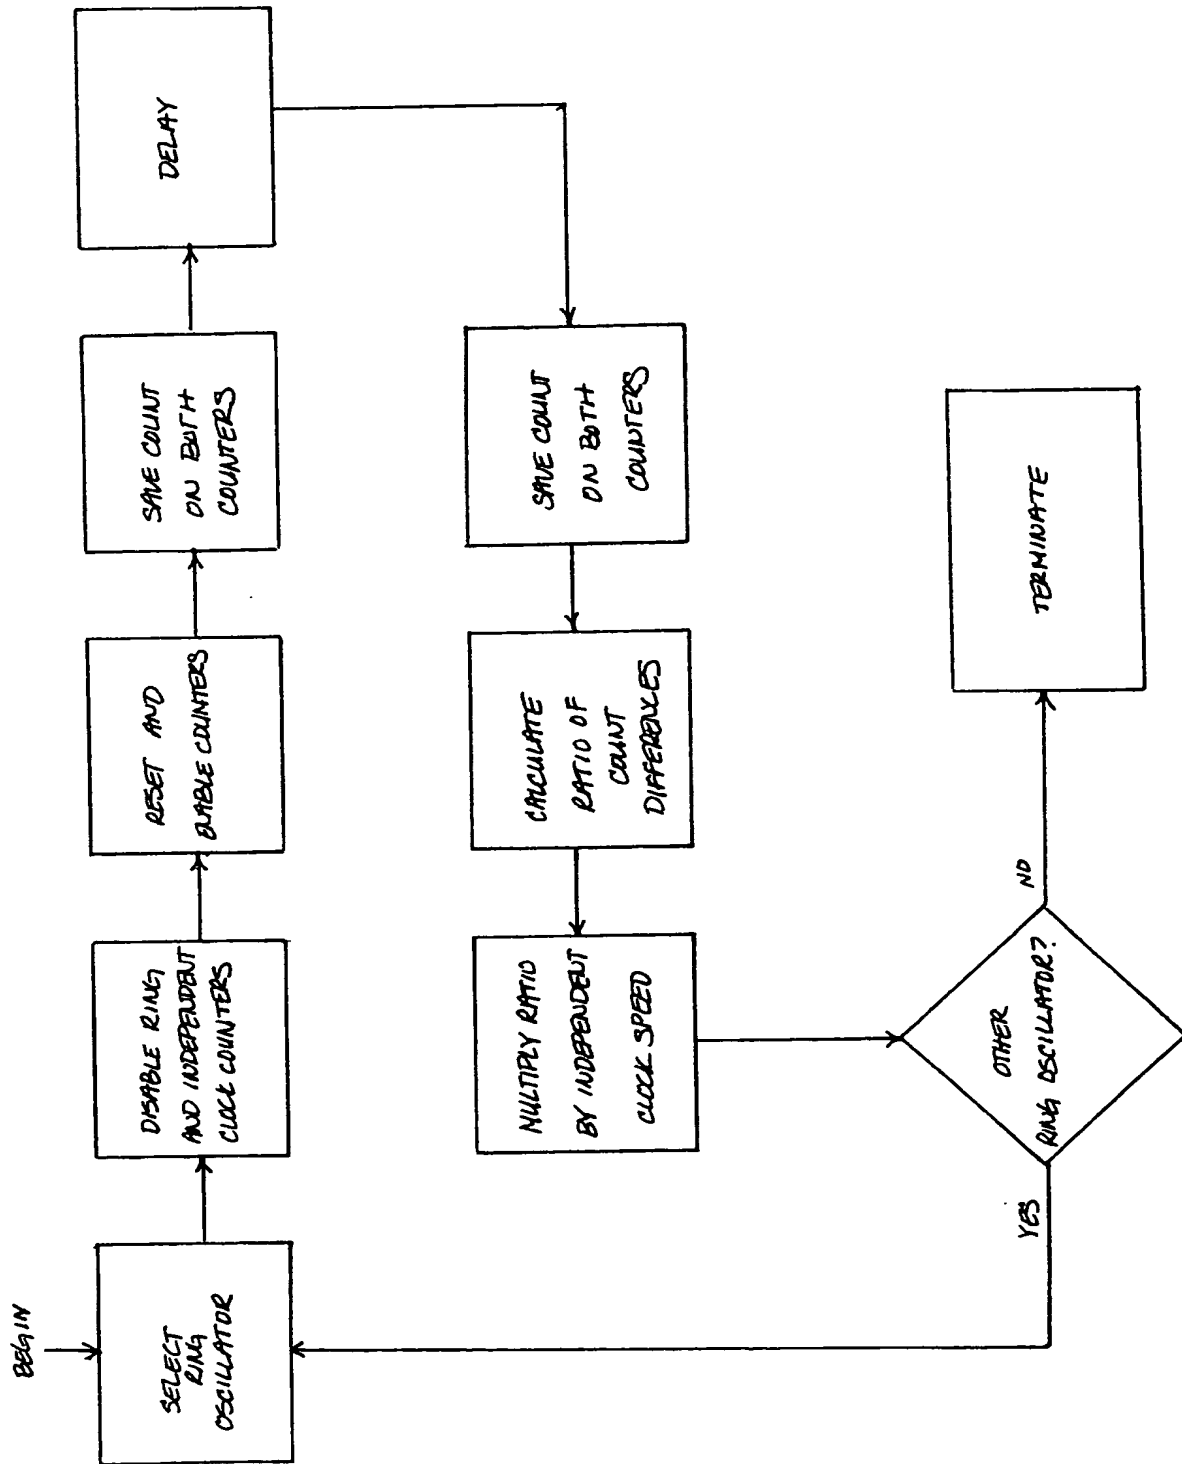 BEGIN
SELECT
RING
OSCILLATOR
DISABLE RING
AND INDEPENDENT
CLOCK COUNTERS
RESET AND
ENABLE COUNTERS
SAVE COUNT
ON BOTH
COUNTERS
DELAY
SAVE COUNT
ON BOTH
COUNTERS
CALCULATE
RATIO OF
COUNT
DIFFERENCES
MULTIPLY RATIO
BY INDEPENDENT
CLOCK SPEED
OTHER
RING OSCILLATOR?
YES
NO
TERMINATE